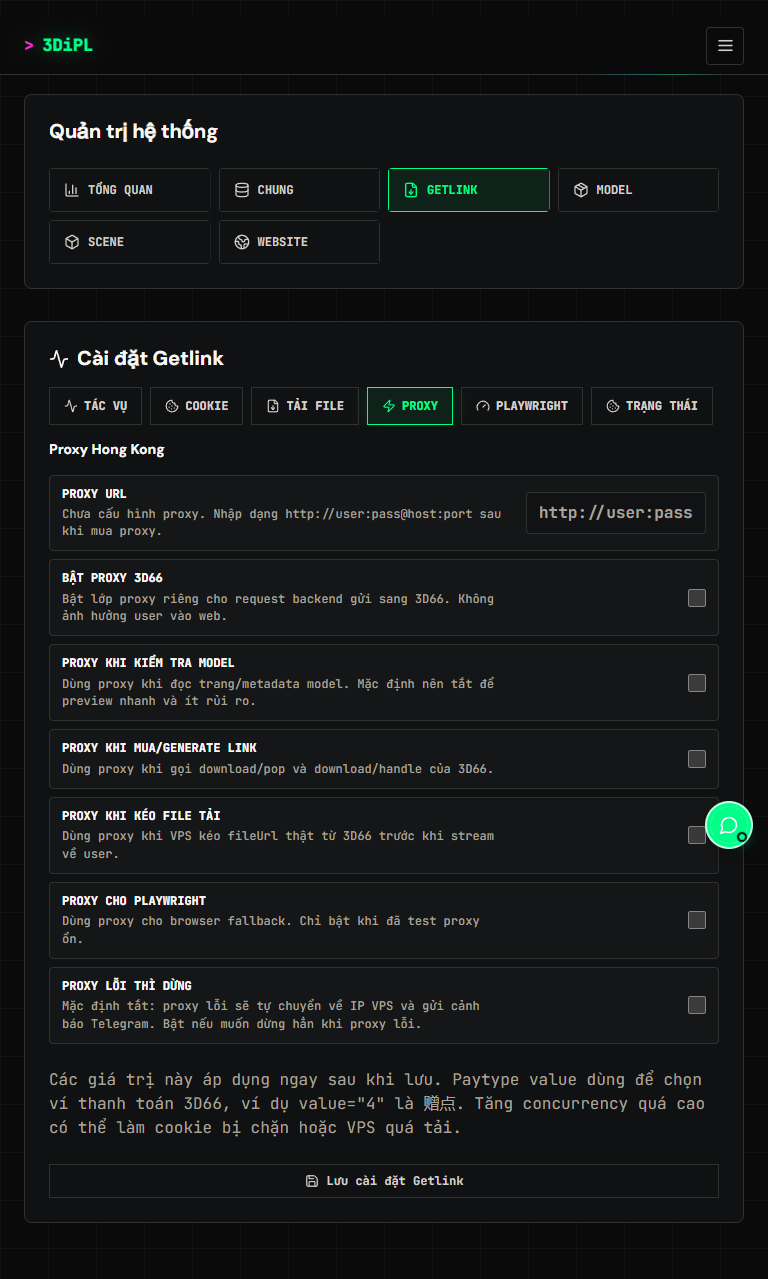 > 3DiPL
Quản trị hệ thống
TỔNG QUAN
CHUNG
GETLINK
MODEL
SCENE
WEBSITE
Cài đặt Getlink
TÁC VỤ
COOKIE
TẢI FILE
PROXY
PLAYWRIGHT
TRẠNG THÁI
Proxy Hong Kong
PROXY URL
Chưa cấu hình proxy. Nhập dạng http://user:pass@host:port sau
khi mua proxy.
http://user:pass
BẬT PROXY 3D66
Bật lớp proxy riêng cho request backend gửi sang 3D66. Không
ảnh hưởng user vào web.
PROXY KHI KIỂM TRA MODEL
Dùng proxy khi đọc trang/metadata model. Mặc định nên tắt để
preview nhanh và ít rủi ro.
PROXY KHI MUA/GENERATE LINK
Dùng proxy khi gọi download/pop và download/handle của 3D66.
PROXY KHI KÉO FILE TẢI
Dùng proxy khi VPS kéo fileUrl thật từ 3D66 trước khi stream
về user.
PROXY CHO PLAYWRIGHT
Dùng proxy cho browser fallback. Chỉ bật khi đã test proxy
ổn.
PROXY LỖI THÌ DỪNG
Mặc định tắt: proxy lỗi sẽ tự chuyển về IP VPS và gửi cảnh
báo Telegram. Bật nếu muốn dừng hẳn khi proxy lỗi.
Các giá trị này áp dụng ngay sau khi lưu. Paytype value dùng để chọn
ví thanh toán 3D66, ví dụ value="4" là 赠点. Tăng concurrency quá cao
có thể làm cookie bị chặn hoặc VPS quá tải.
Lưu cài đặt Getlink